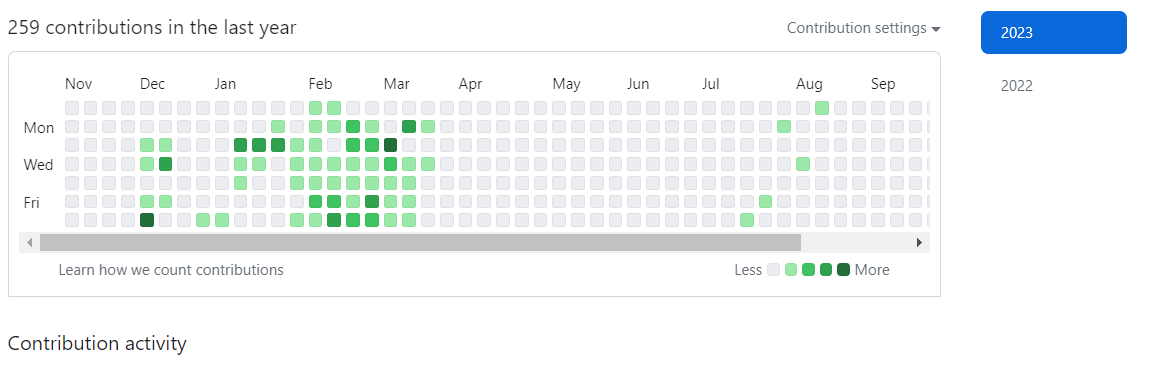 259 contributions in the last year
Contribution settings
2023
2022
Nov Dec Jan Feb Mar Apr May Jun Jul Aug Sep
Mon
Wed
Fri
Learn how we count contributions
Less More
Contribution activity